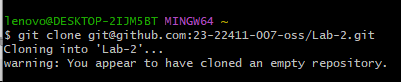 lenovo@DESKTOP-2IJM5BT MINGW64 ~
$ git clone git@github.com:23-22411-007-oss/Lab-2.git
Cloning into 'Lab-2'...
warning: You appear to have cloned an empty repository.